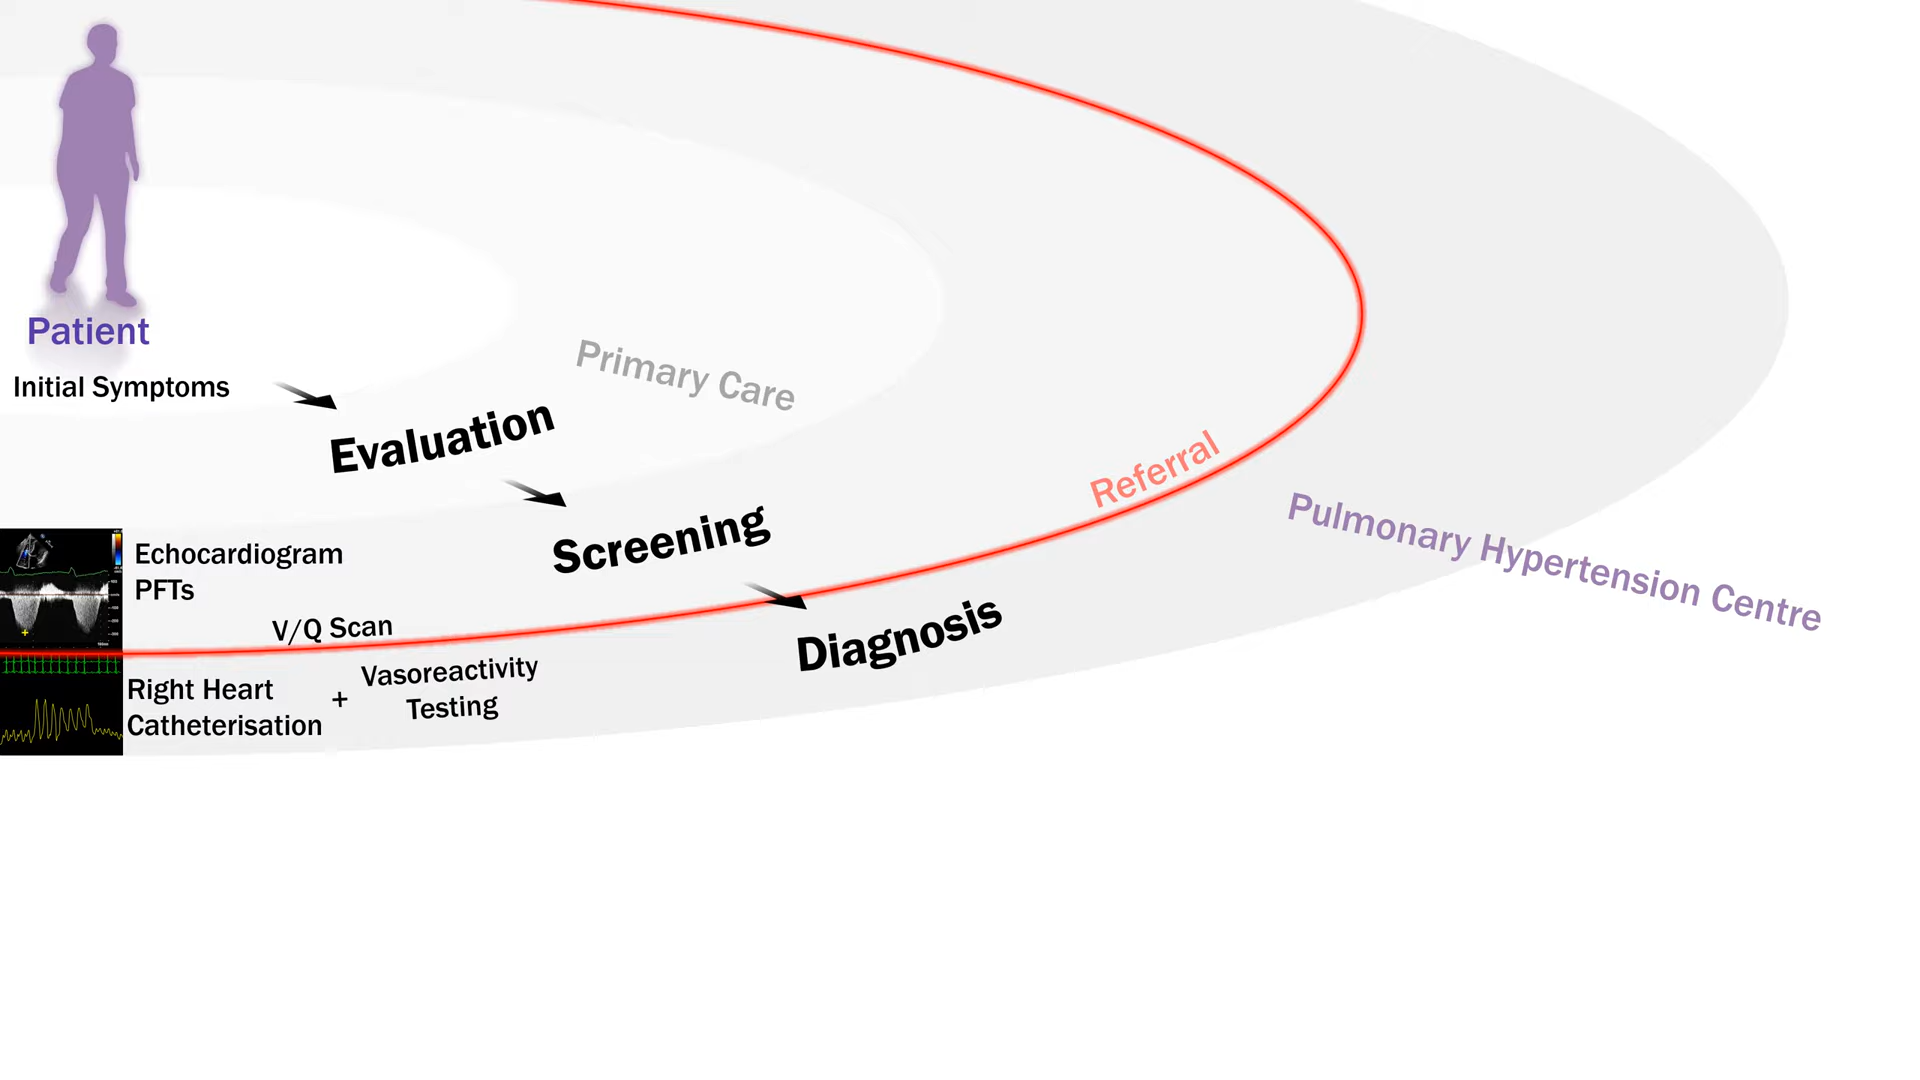 Patient
Initial Symptoms
Primary Care
Evaluation
Referral
Screening
Pulmonary Hypertension Centre
Echocardiogram
PFTs
V/Q Scan
Diagnosis
Right Heart
Catheterisation
+
Vasoreactivity
Testing